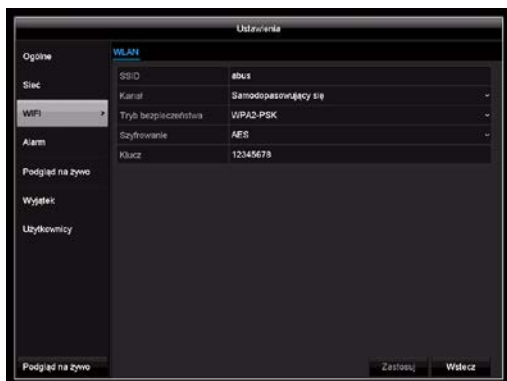 Ustawienia
Ogólne
Sieć
WIFI
Alarm
Podgląd na żywo
Wyjątek
Użytkownicy
Podgląd na żywo
WLAN
SSID abus
Kanał Samodopasowujący się
Tryb bezpieczeństwa WPA2-PSK
Szyfrowanie AES
Klucz 12345678
Zastosuj Wstecz